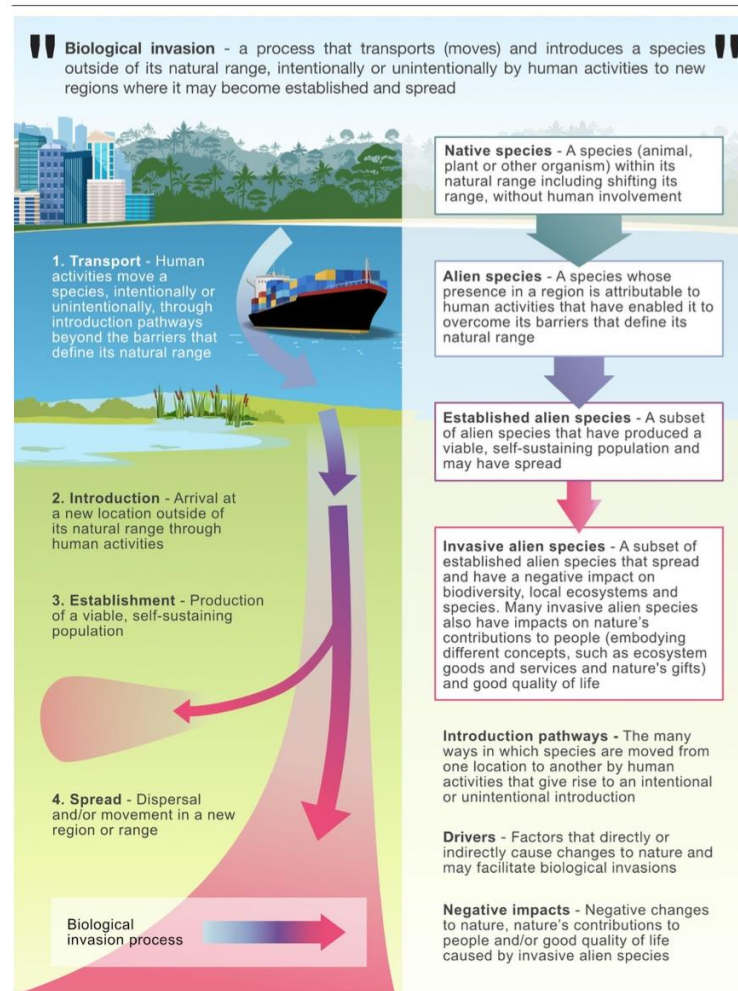 " Biological invasion - a process that transports (moves) and introduces a species "
outside of its natural range, intentionally or unintentionally by human activities to new
regions where it may become established and spread
Native species - A species (animal,
plant or other organism) within its
natural range including shifting its
range, without human involvement
1. Transport - Human
activities move a
species, intentionally or
unintentionally, through
introduction pathways
beyond the barriers that
define its natural range
Alien species - A species whose
presence in a region is attributable to
human activities that have enabled it to
overcome its barriers that define its
natural range
Established alien species - A subset
of alien species that have produced a
viable, self-sustaining population and
may have spread
2. Introduction - Arrival at
a new location outside of
its natural range through
human activities
3. Establishment - Production
of a viable, self-sustaining
population
Invasive alien species - A subset of
established alien species that spread
and have a negative impact on
biodiversity, local ecosystems and
species. Many invasive alien species
also have impacts on nature’s
contributions to people (embodying
different concepts, such as ecosystem
goods and services and nature's gifts)
and good quality of life
4. Spread - Dispersal
and/or movement in a new
region or range
Introduction pathways - The many
ways in which species are moved from
one location to another by human
activities that give rise to an intentional
or unintentional introduction
Drivers - Factors that directly or
indirectly cause changes to nature and
may facilitate biological invasions
Negative impacts - Negative changes
to nature, nature’s contributions to
people and/or good quality of life
caused by invasive alien species
Biological
invasion process